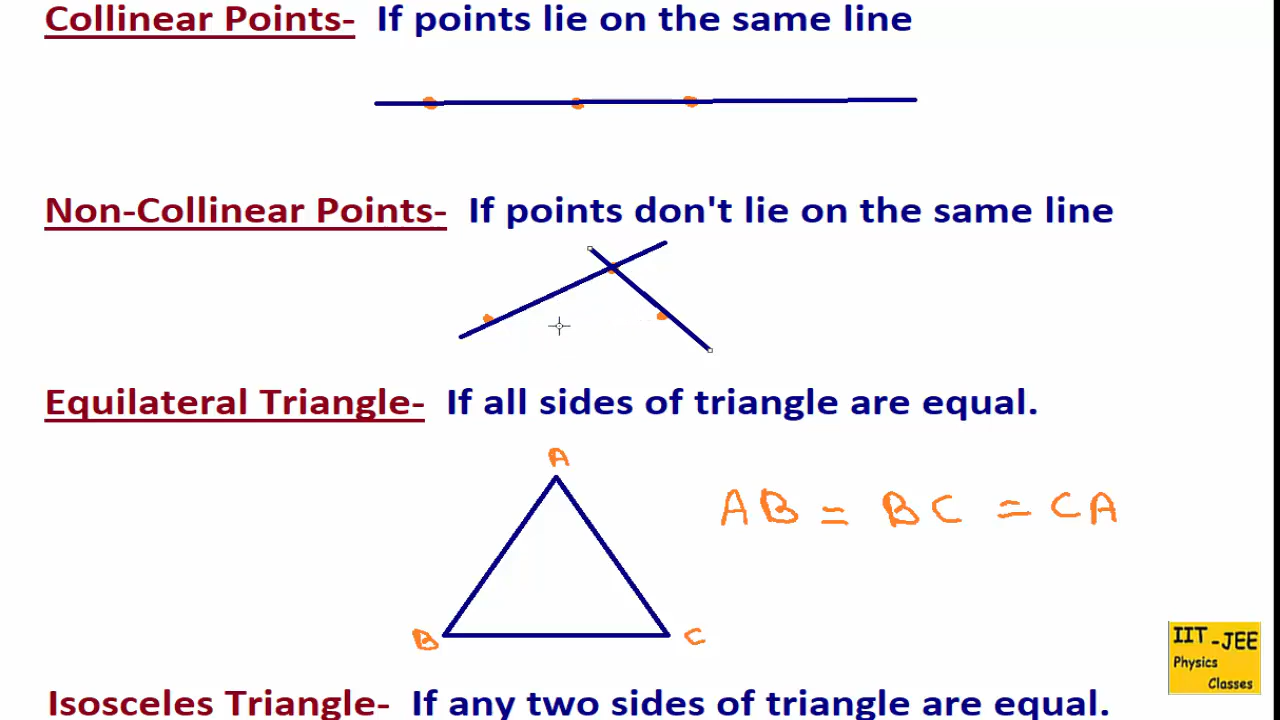 Collinear Points- If points lie on the same line
Non-Collinear Points- If points don't lie on the same line
Equilateral Triangle- If all sides of triangle are equal.
A
AB = BC = CA
B
C
IIT-JEE
Physics
Classes
Isosceles Triangle- If any two sides of triangle are equal.